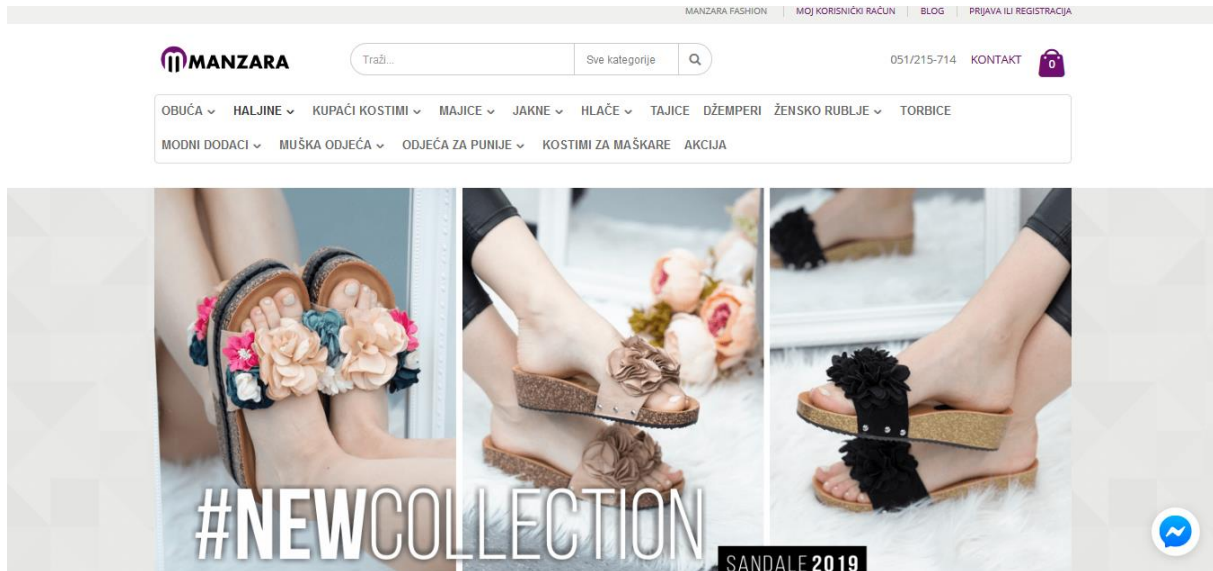 MANZARA FASHION MOJ KORISNIČKI RAČUN BLOG PRIJAVA ILI REGISTRACIJA
MANZARA Traži... Sve kategorije 051/215-714 KONTAKT 0
OBUĆA HALJINE KUPAĆI KOSTIMI MAJICE JAKNE HLAČE TAJICE DŽEMPERI ŽENSKO RUBLJE TORBICE
MODNI DODACI MUŠKA ODJEĆA ODJEĆA ZA PUNIJE KOSTIMI ZA MAŠKARE AKCIJA
#NEWCOLLECTION
SANDALE 2019